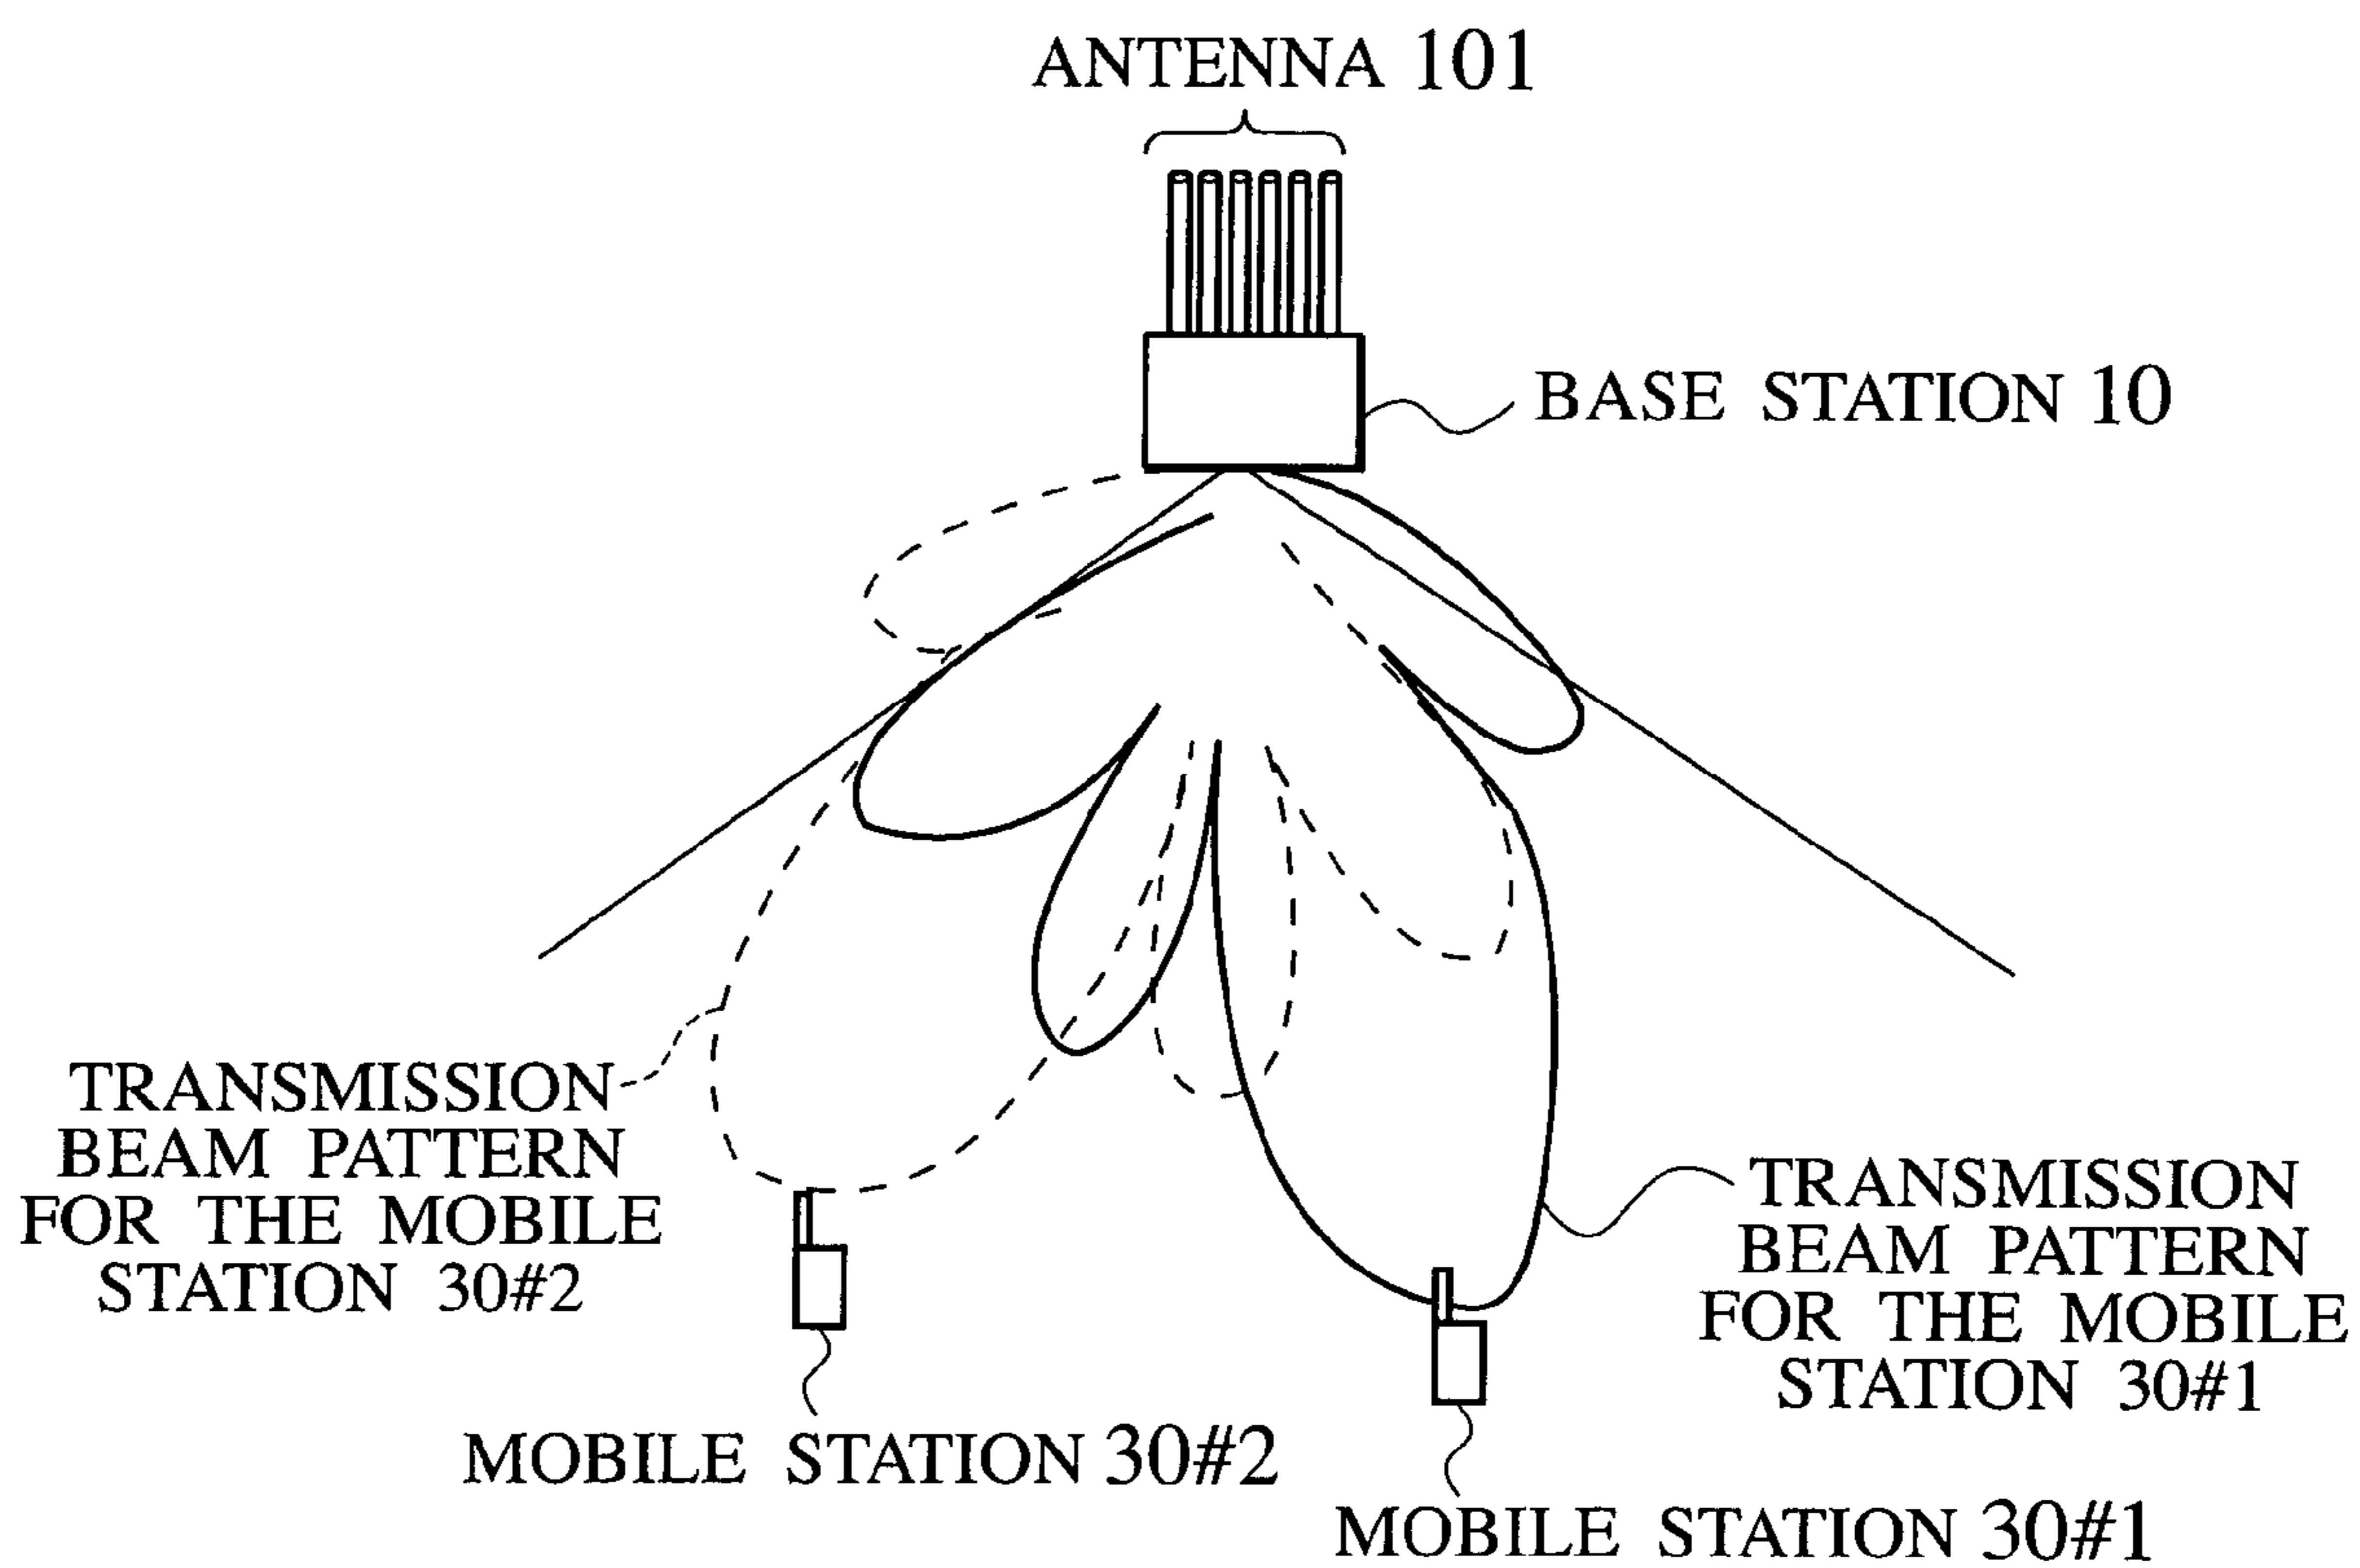 ANTENNA 101
BASE STATION 10
TRANSMISSION
BEAM PATTERN
FOR THE MOBILE
STATION 30#2
TRANSMISSION
BEAM PATTERN
FOR THE MOBILE
STATION 30#1
MOBILE STATION 30#2
MOBILE STATION 30#1